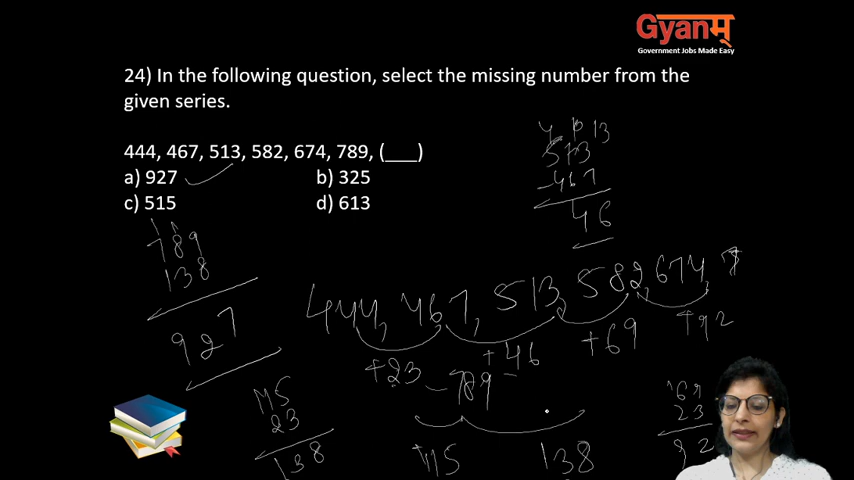 Gyanम्
Government Jobs Made Easy
24) In the following question, select the missing number from the
given series.
444, 467, 513, 582, 674, 789, (___)
a) 927 b) 325
c) 515 d) 613
513
-467
46
789
138
927
444, 467, 513, 582, 674,
+23 +46 +69 +92
789
115 138
115
23
138
69
23
92